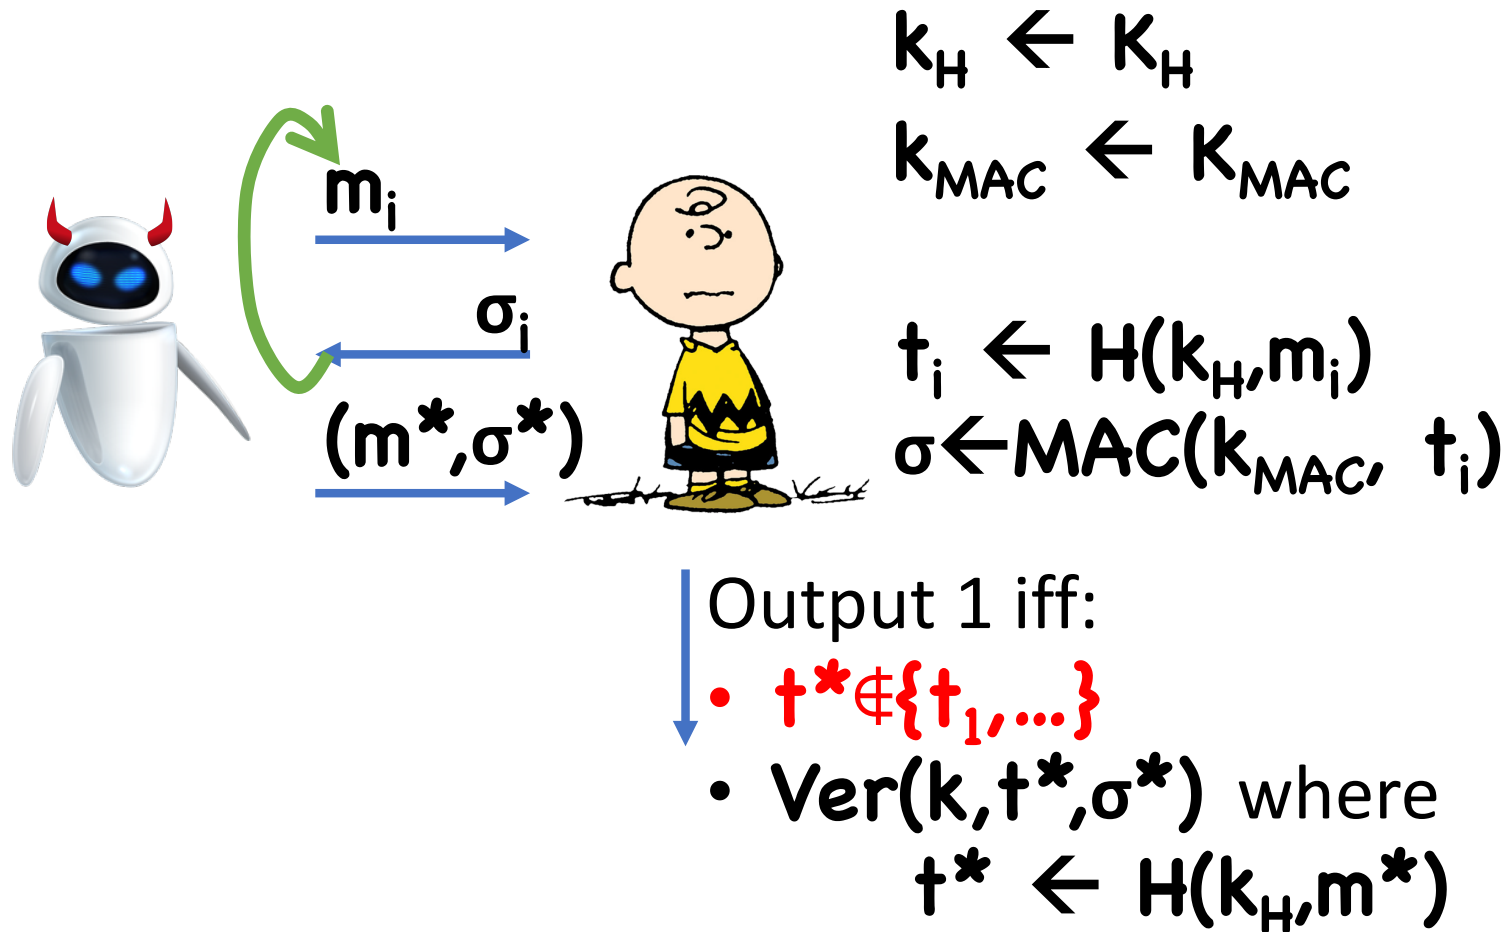 k_H ← K_H
k_MAC ← K_MAC
m_i
σ_i
(m*,σ*)
t_i ← H(k_H,m_i)
σ←MAC(k_MAC, t_i)
Output 1 iff:
• t*∉{t_1,…}
• Ver(k,t*,σ*) where
t* ← H(k_H,m*)